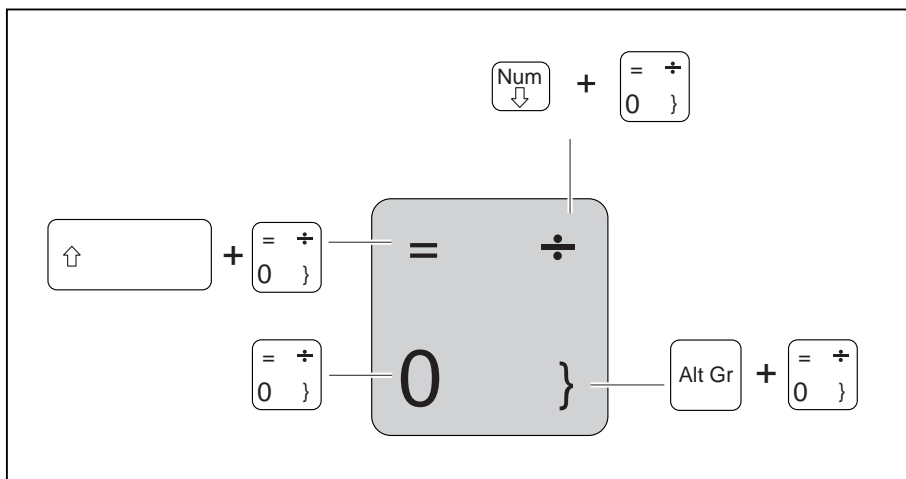 Num + = ÷
⇩ 0 }
= ÷
⇧ + 0 }
= ÷
= ÷
0 }
0 }
Alt Gr + = ÷
0 }